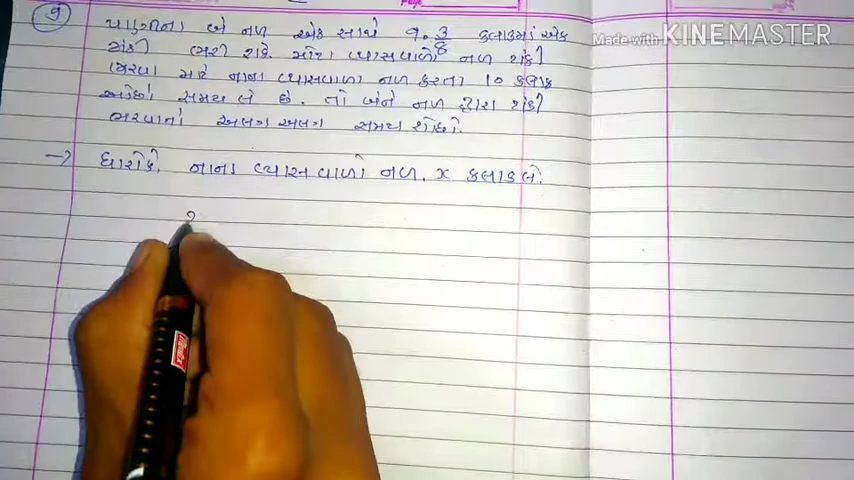 Made with KINEMASTER
૭ પાણીના બે નળ એક સાથે ૧. 3/8 કલાકમાં એક
ટાંકી ભરી શકે. મોટા વ્યાસવાળો નળ ટાંકી
ભરવા માટે નાના વ્યાસવાળા નળ કરતા 10 કલાક
ઓછો સમય લે છે. તો બંને નળ દ્વારા ટાંકી
ભરવાનો અલગ અલગ સમય શોધો.
→ ધારોકે, નાના વ્યાસ વાળો નળ. x કલાક લે.